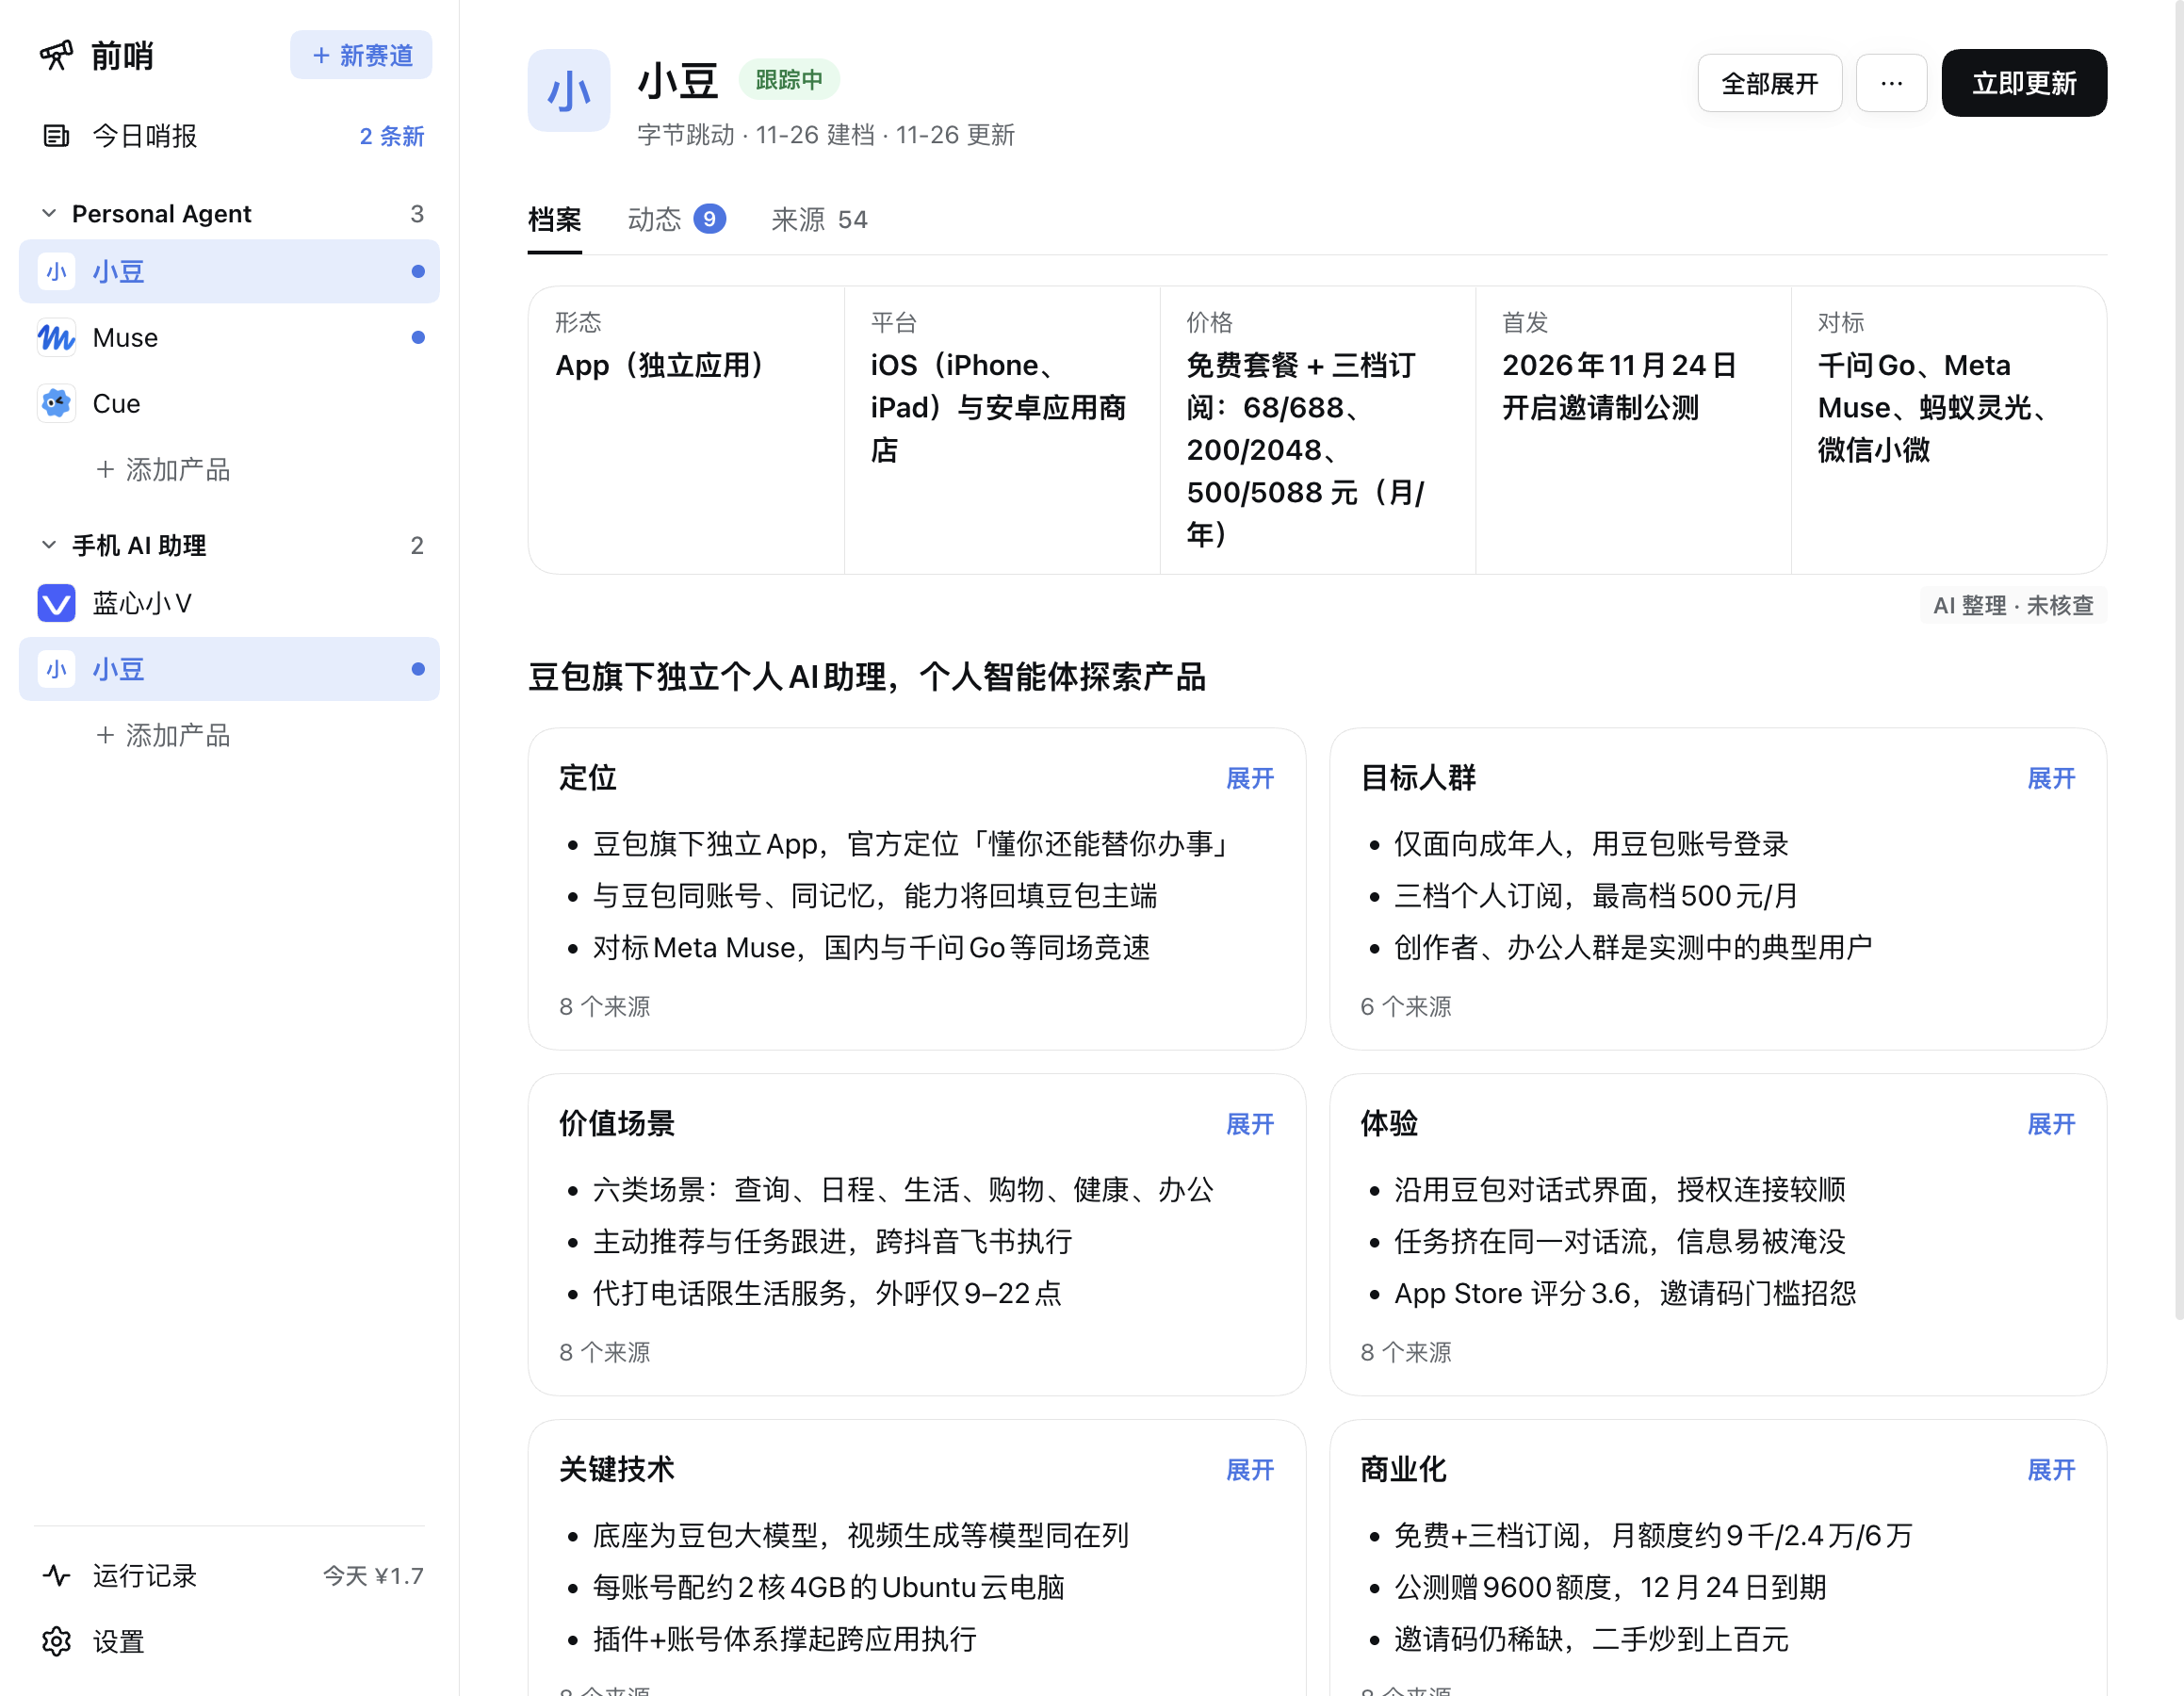 前哨
+ 新赛道
今日哨报
2 条新
Personal Agent
3
小
小豆
Muse
Cue
+ 添加产品
手机 AI 助理
2
蓝心小V
小
小豆
+ 添加产品
运行记录
今天 ¥1.7
设置
小
小豆
跟踪中
字节跳动 · 11-26 建档 · 11-26 更新
全部展开
···
立即更新
档案
动态 9
来源 54
形态
App（独立应用）
平台
iOS（iPhone、
iPad）与安卓应用商
店
价格
免费套餐 + 三档订
阅：68/688、
200/2048、
500/5088 元（月/
年）
首发
2026年11月24日
开启邀请制公测
对标
千问Go、Meta
Muse、蚂蚁灵光、
微信小微
AI 整理 · 未核查
豆包旗下独立个人AI助理，个人智能体探索产品
定位
展开
• 豆包旗下独立App，官方定位「懂你还能替你办事」
• 与豆包同账号、同记忆，能力将回填豆包主端
• 对标Meta Muse，国内与千问Go等同场竞速
8 个来源
目标人群
展开
• 仅面向成年人，用豆包账号登录
• 三档个人订阅，最高档500元/月
• 创作者、办公人群是实测中的典型用户
6 个来源
价值场景
展开
• 六类场景：查询、日程、生活、购物、健康、办公
• 主动推荐与任务跟进，跨抖音飞书执行
• 代打电话限生活服务，外呼仅9–22点
8 个来源
体验
展开
• 沿用豆包对话式界面，授权连接较顺
• 任务挤在同一对话流，信息易被淹没
• App Store 评分3.6，邀请码门槛招怨
8 个来源
关键技术
展开
• 底座为豆包大模型，视频生成等模型同在列
• 每账号配约2核4GB的Ubuntu云电脑
• 插件+账号体系撑起跨应用执行
8 个来源
商业化
展开
• 免费+三档订阅，月额度约9千/2.4万/6万
• 公测赠9600额度，12月24日到期
• 邀请码仍稀缺，二手炒到上百元
8 个来源